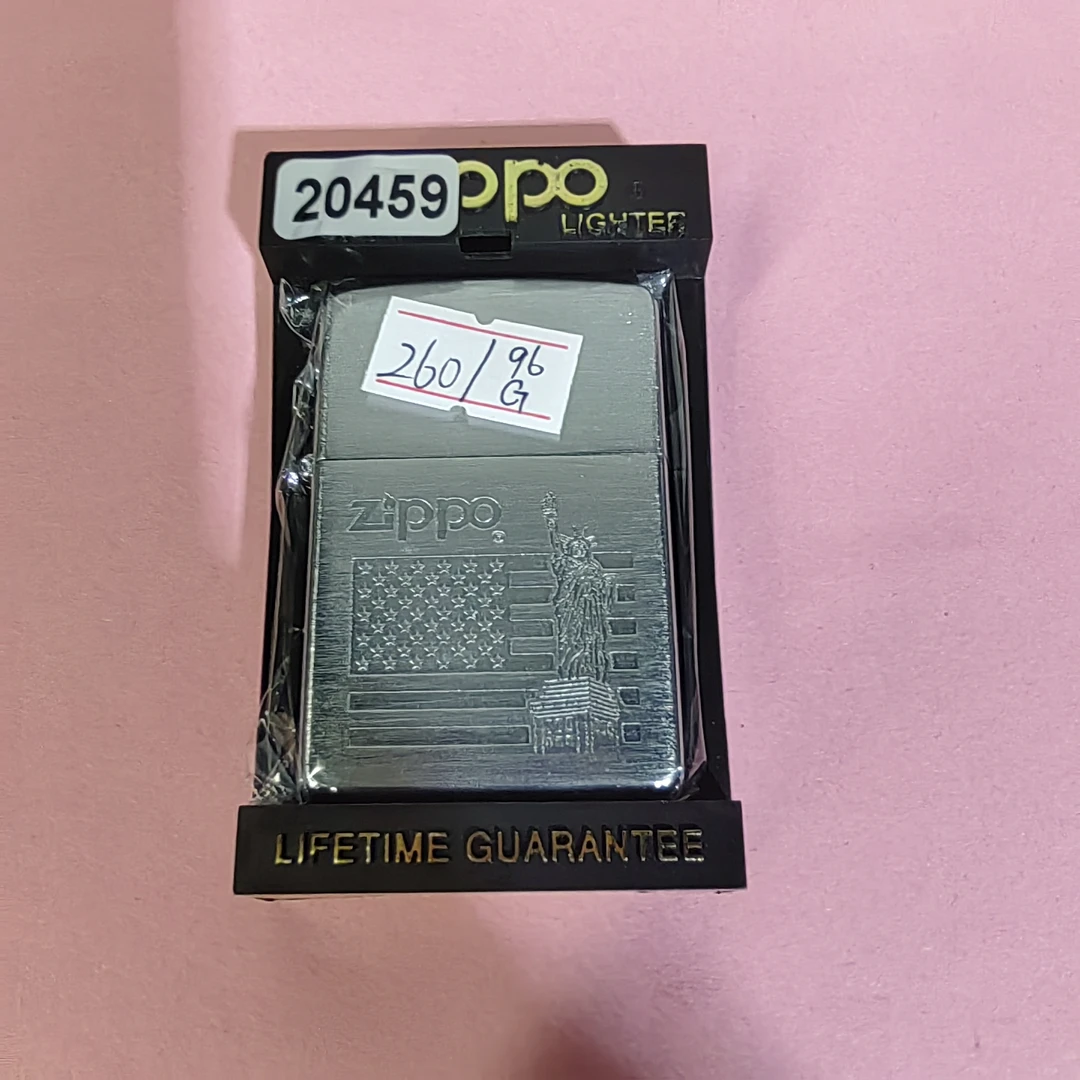 20459
ppo
LIGHTER
260/96
G
Zippo
LIFETIME GUARANTEE